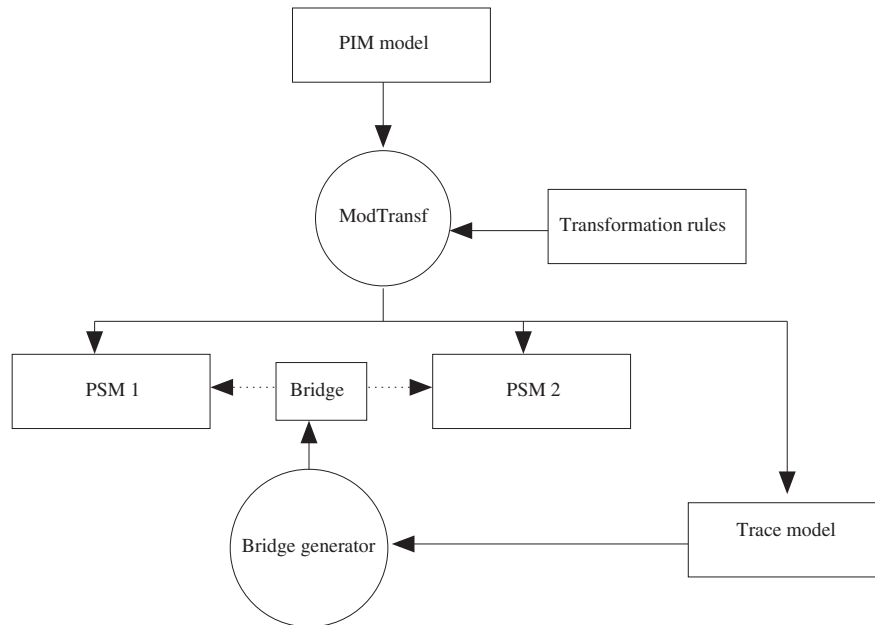 PIM model
ModTransf
Transformation rules
PSM 1
Bridge
PSM 2
Bridge generator
Trace model